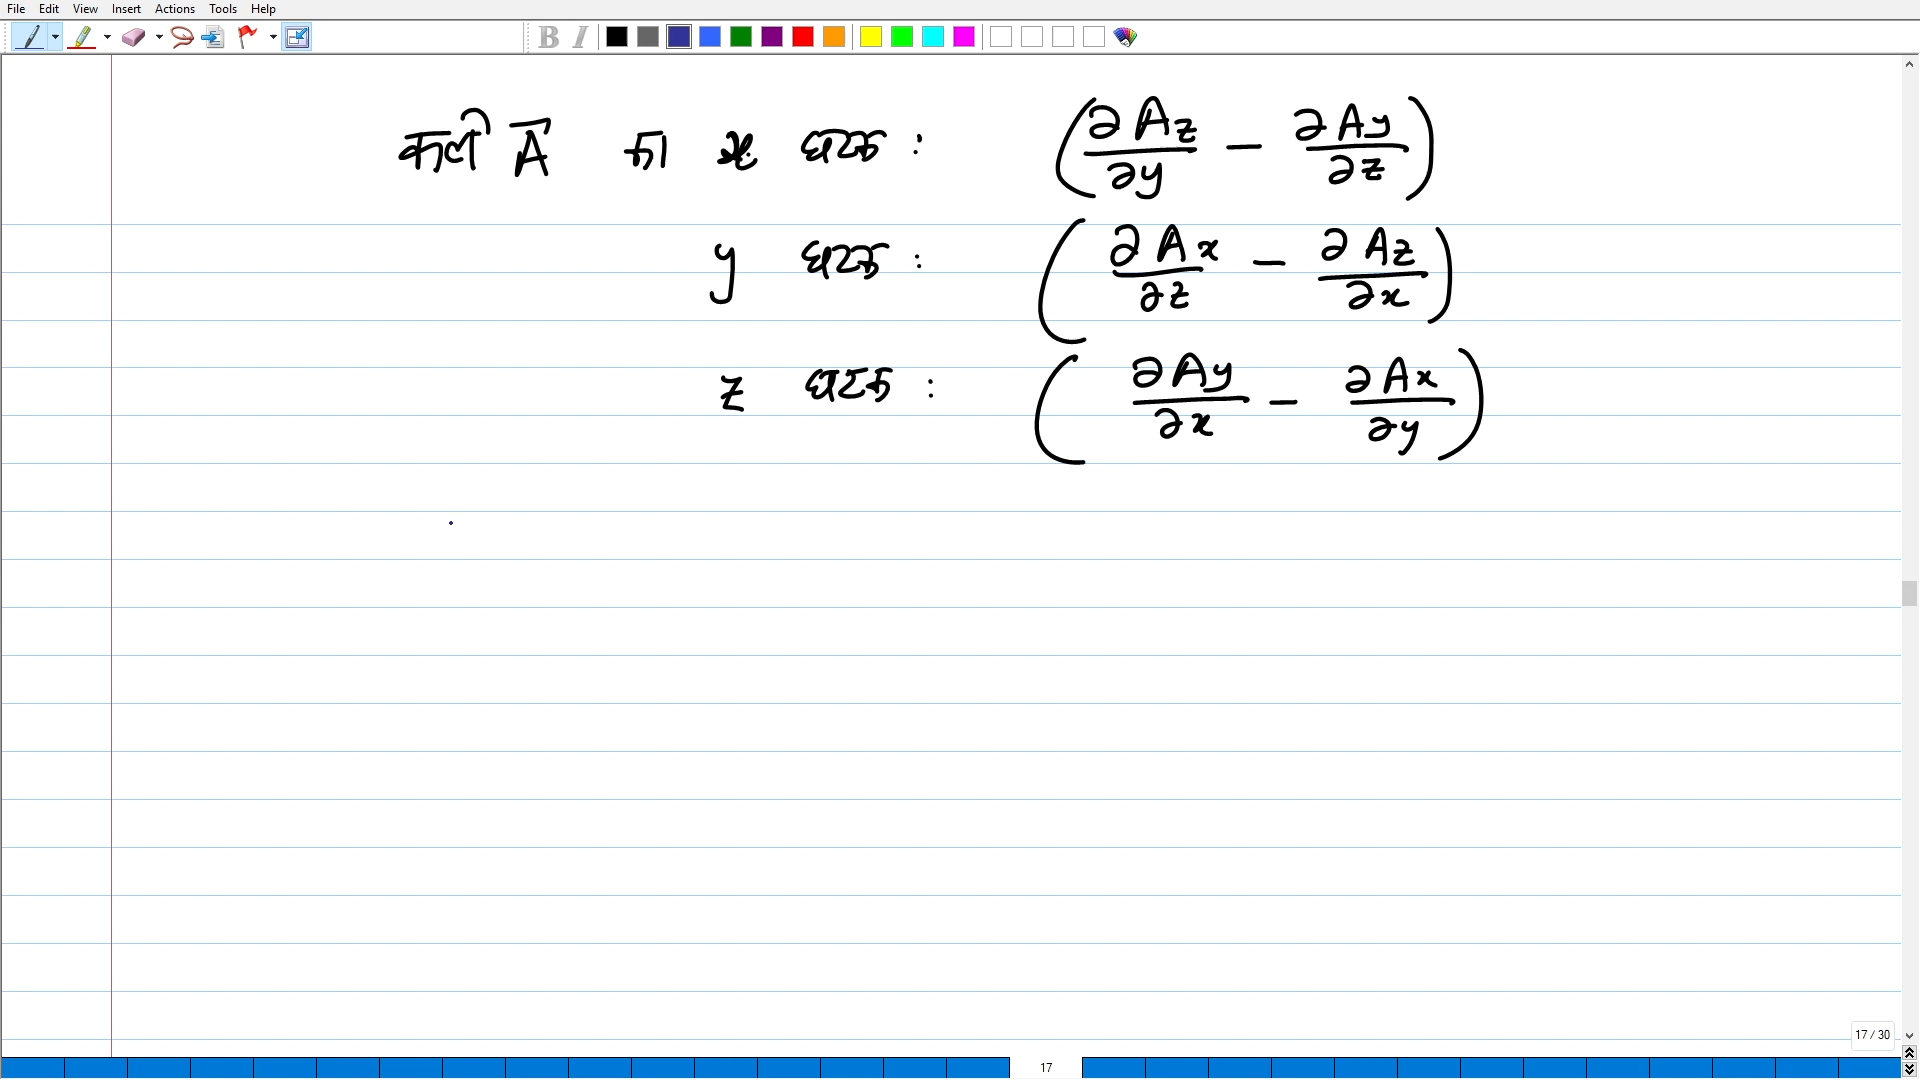 File Edit View Insert Actions Tools Help
B I
कर्ल A⃗ का x घटक : (∂Az/∂y − ∂Ay/∂z)
y घटक : (∂Ax/∂z − ∂Az/∂x)
z घटक : (∂Ay/∂x − ∂Ax/∂y)
17 / 30
17